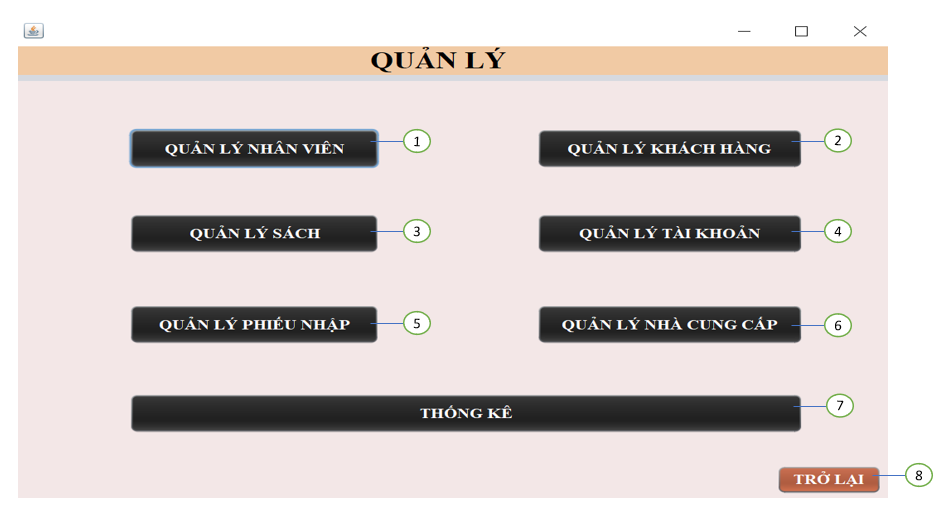 QUẢN LÝ
QUẢN LÝ NHÂN VIÊN
1
QUẢN LÝ KHÁCH HÀNG
2
QUẢN LÝ SÁCH
3
QUẢN LÝ TÀI KHOẢN
4
QUẢN LÝ PHIẾU NHẬP
5
QUẢN LÝ NHÀ CUNG CẤP
6
THỐNG KÊ
7
TRỞ LẠI
8